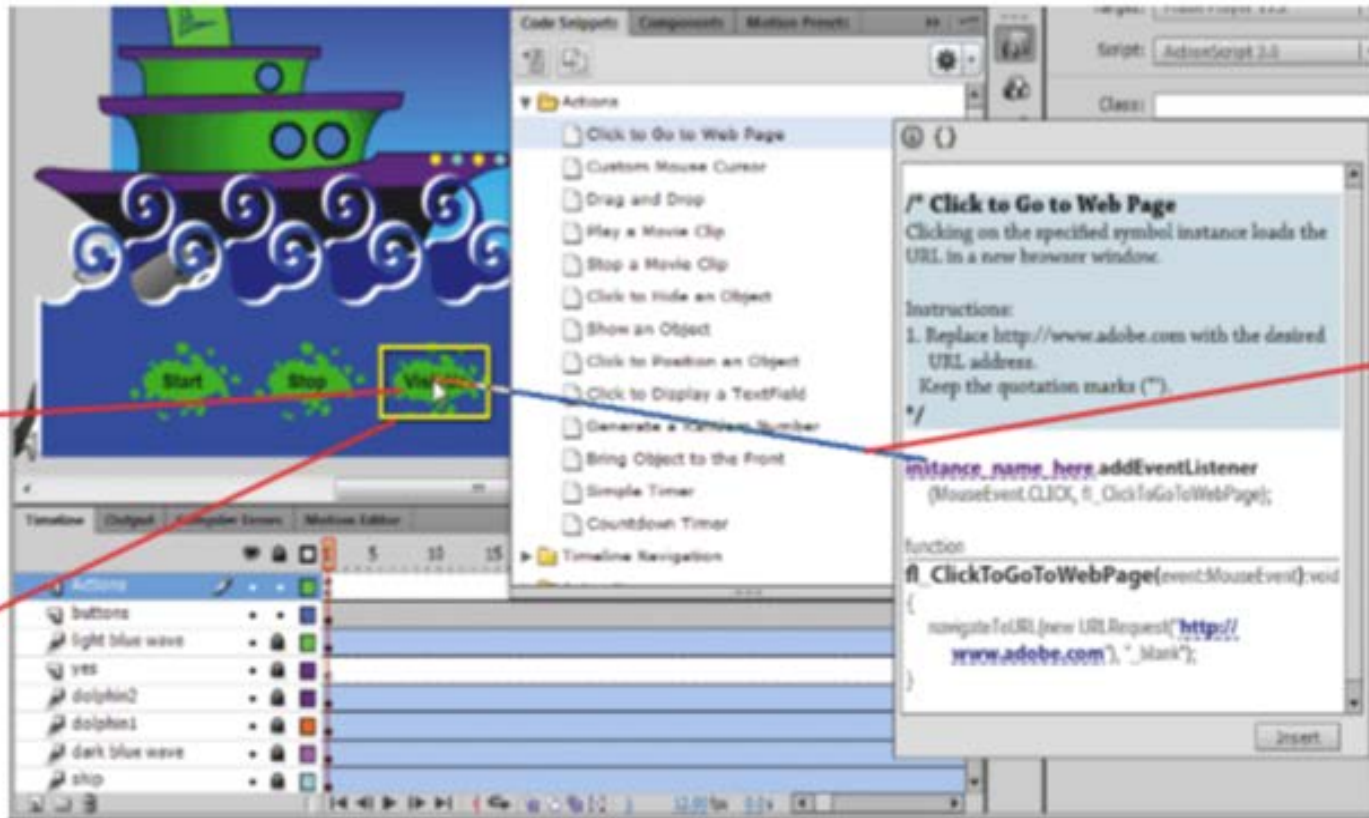 Code Snippets Components Motion Presets
Actions
Click to Go to Web Page
Custom Mouse Cursor
Drag and Drop
Play a Movie Clip
Stop a Movie Clip
Click to Hide an Object
Show an Object
Click to Position an Object
Click to Display a TextField
Generate a Random Number
Bring Object to the Front
Simple Timer
Countdown Timer
Timeline Navigation
Script: ActionScript 3.0
Class:
/* Click to Go to Web Page
Clicking on the specified symbol instance loads the
URL in a new browser window.
Instructions:
1. Replace http://www.adobe.com with the desired
URL address.
Keep the quotation marks ("").
*/
instance_name_here.addEventListener
(MouseEvent.CLICK, fl_ClickToGoToWebPage);
function
fl_ClickToGoToWebPage(event:MouseEvent):void
{
navigateToURL(new URLRequest("http://
www.adobe.com"), "_blank");
}
Insert
Start Stop
Timeline Output Compiler Errors Motion Editor
5 10 15
Actions
buttons
light blue wave
yes
dolphin2
dolphin1
dark blue wave
ship